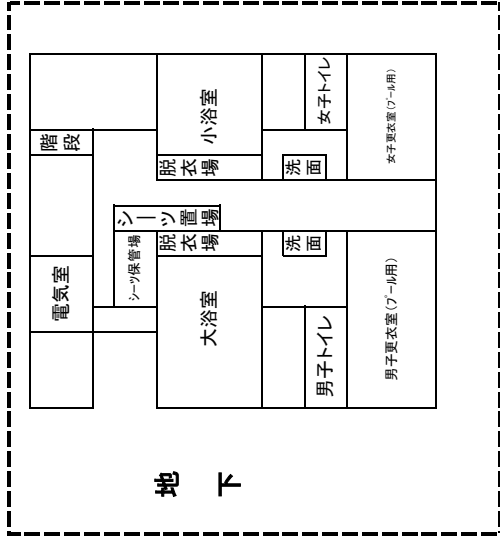 階段
小浴室
脱衣場
女子トイレ
洗面
女子更衣室(プール用)
シーツ置場
シーツ保管場
脱衣場
洗面
電気室
大浴室
男子トイレ
男子更衣室(プール用)
地下